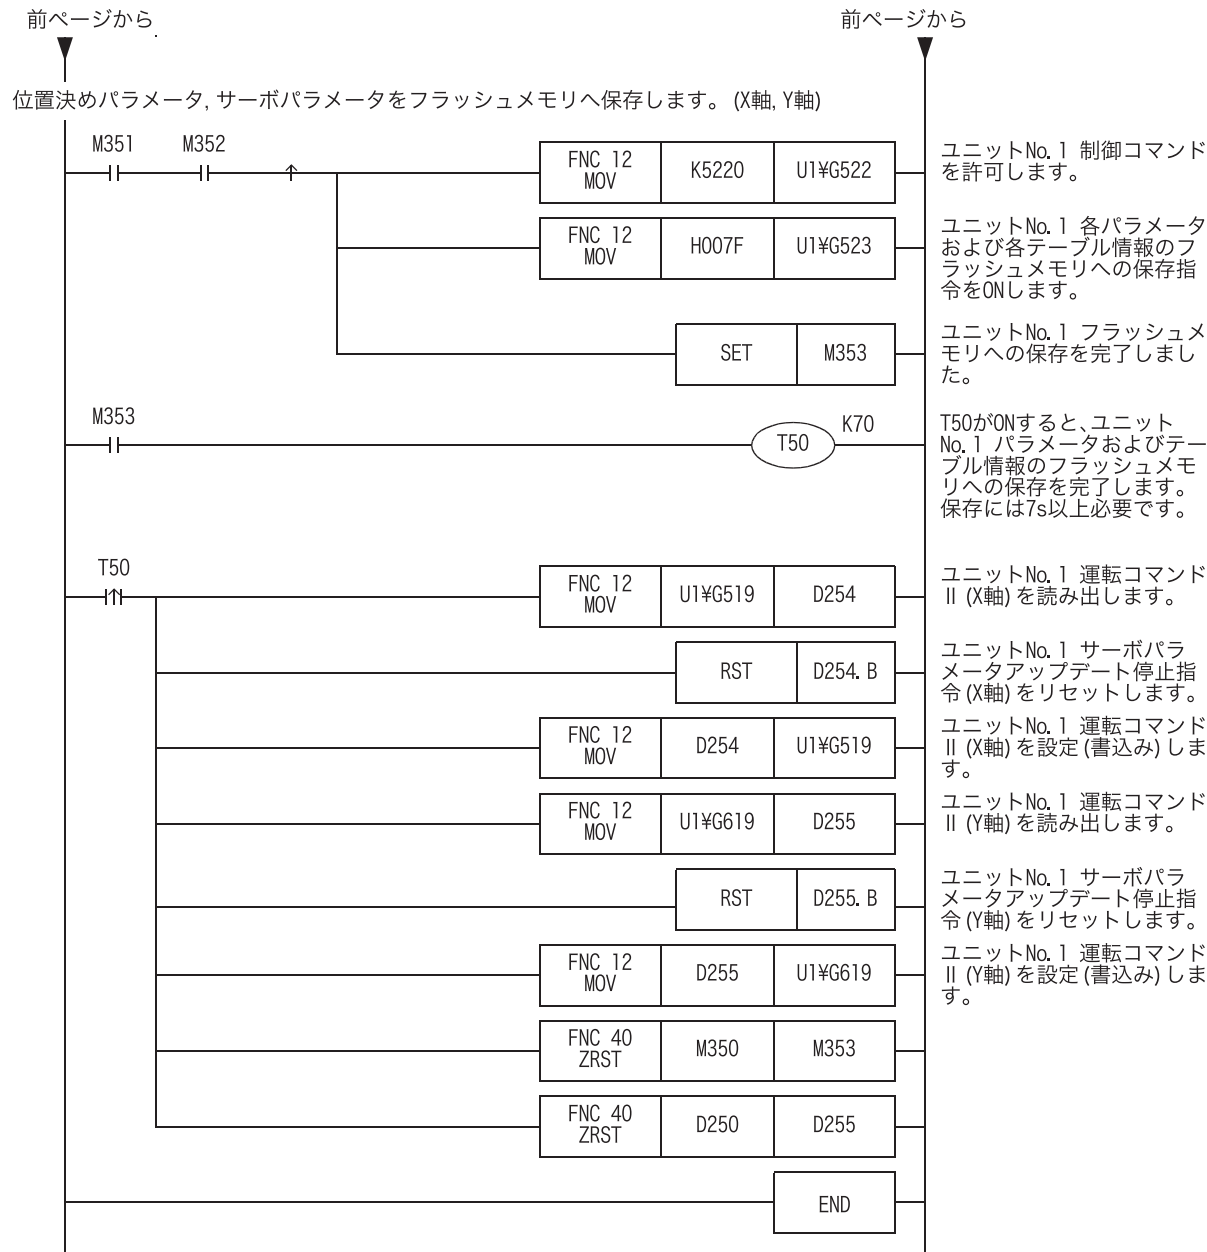 前ページから
前ページから
位置決めパラメータ, サーボパラメータをフラッシュメモリへ保存します。 (X軸, Y軸)
M351
M352
FNC 12
MOV
K5220
U1¥G522
ユニットNo.1 制御コマンド
を許可します。
FNC 12
MOV
H007F
U1¥G523
ユニットNo.1 各パラメータ
および各テーブル情報のフ
ラッシュメモリへの保存指
令をONします。
SET
M353
ユニットNo.1 フラッシュメ
モリへの保存を完了しまし
た。
M353
T50
K70
T50がONすると、ユニット
No.1 パラメータおよびテー
ブル情報のフラッシュメモ
リへの保存を完了します。
保存には7s以上必要です。
T50
FNC 12
MOV
U1¥G519
D254
ユニットNo.1 運転コマンド
II (X軸) を読み出します。
RST
D254. B
ユニットNo.1 サーボパラ
メータアップデート停止指
令 (X軸) をリセットします。
FNC 12
MOV
D254
U1¥G519
ユニットNo.1 運転コマンド
II (X軸) を設定 (書込み) しま
す。
FNC 12
MOV
U1¥G619
D255
ユニットNo.1 運転コマンド
II (Y軸) を読み出します。
RST
D255. B
ユニットNo.1 サーボパラ
メータアップデート停止指
令 (Y軸) をリセットします。
FNC 12
MOV
D255
U1¥G619
ユニットNo.1 運転コマンド
II (Y軸) を設定 (書込み) しま
す。
FNC 40
ZRST
M350
M353
FNC 40
ZRST
D250
D255
END